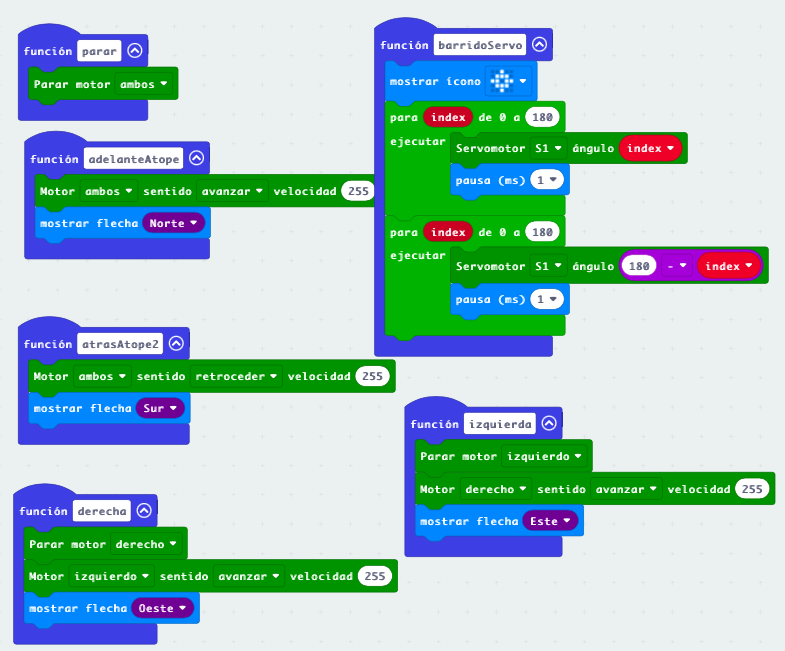 función parar
Parar motor ambos
función adelanteAtope
Motor ambos sentido avanzar velocidad 255
mostrar flecha Norte
función atrasAtope2
Motor ambos sentido retroceder velocidad 255
mostrar flecha Sur
función derecha
Parar motor derecho
Motor izquierdo sentido avanzar velocidad 255
mostrar flecha Oeste
función barridoServo
mostrar ícono
para index de 0 a 180
ejecutar
Servomotor S1 ángulo index
pausa (ms) 1
para index de 0 a 180
ejecutar
Servomotor S1 ángulo 180 - index
pausa (ms) 1
función izquierda
Parar motor izquierdo
Motor derecho sentido avanzar velocidad 255
mostrar flecha Este